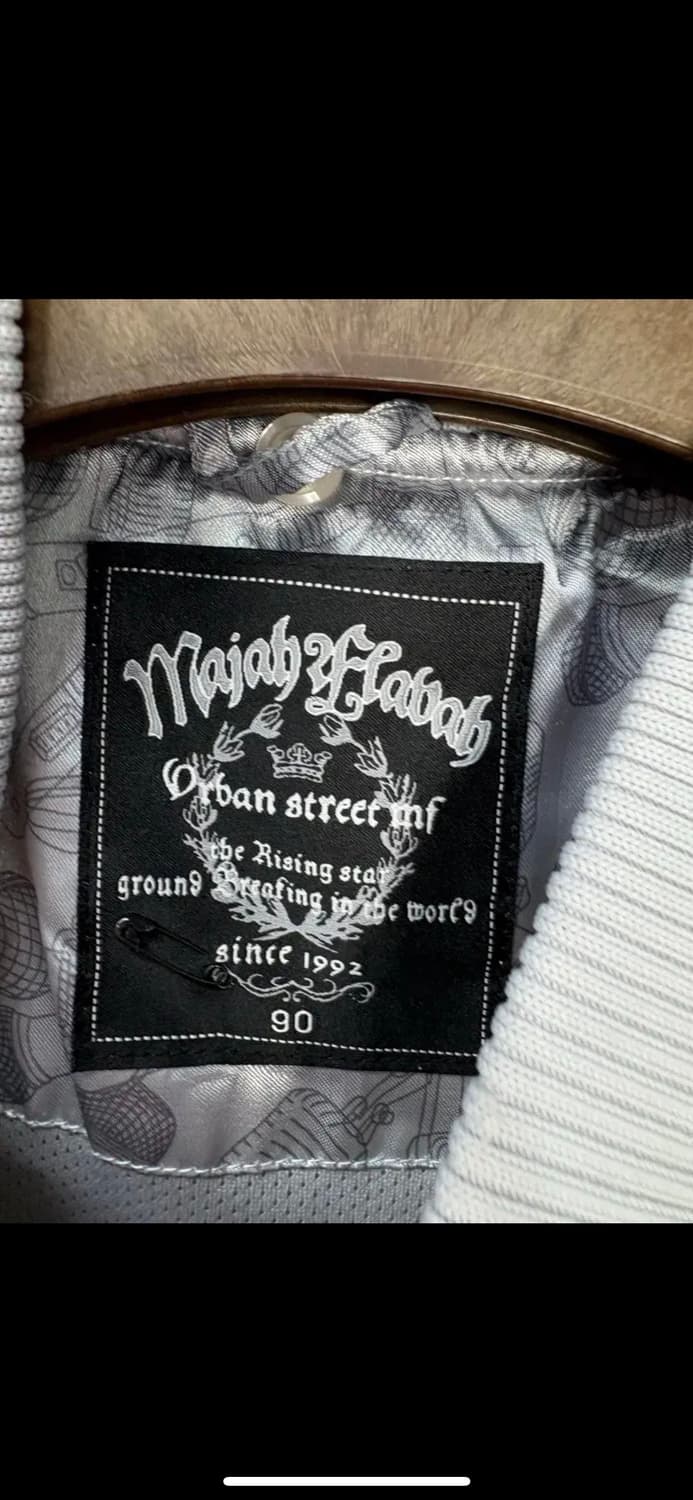 Majah Flavah
Urban street mf
the Rising star
ground Breaking in the world
since 1992
90